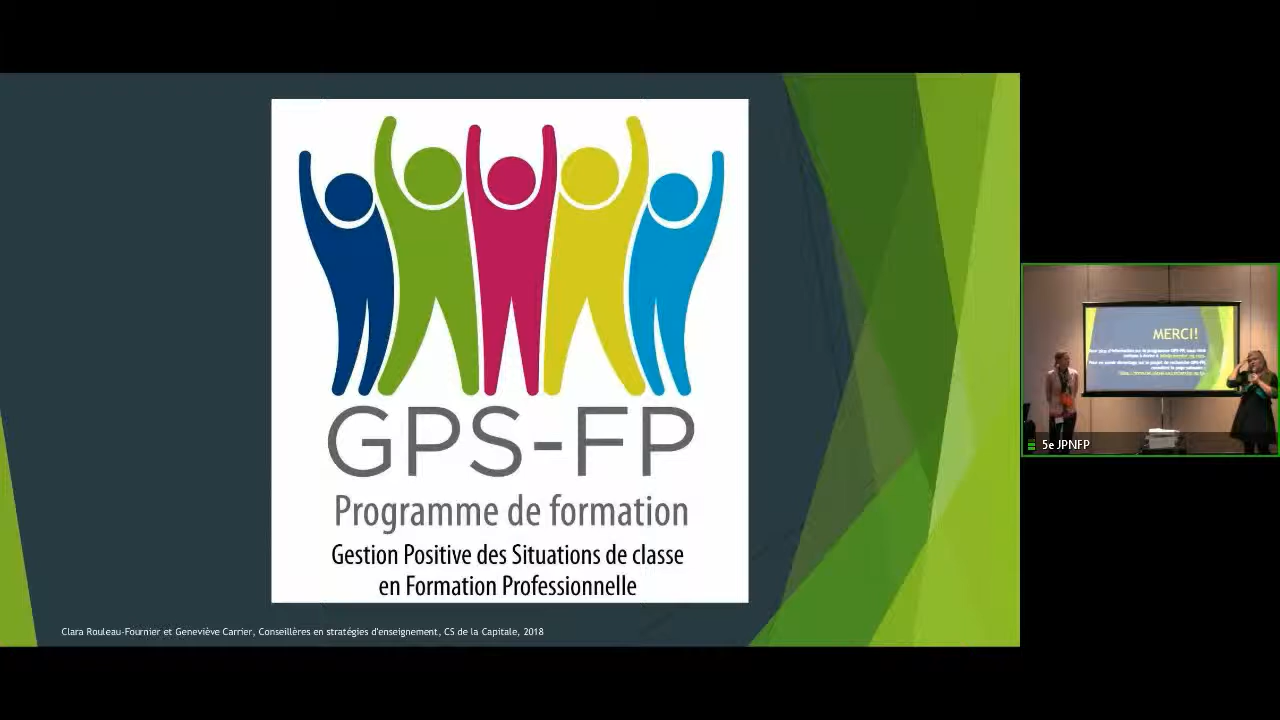 GPS-FP
Programme de formation
Gestion Positive des Situations de classe
en Formation Professionnelle
Clara Rouleau-Fournier et Geneviève Carrier, Conseillères en stratégies d'enseignement, CS de la Capitale, 2018
MERCI!
5e JPNFP